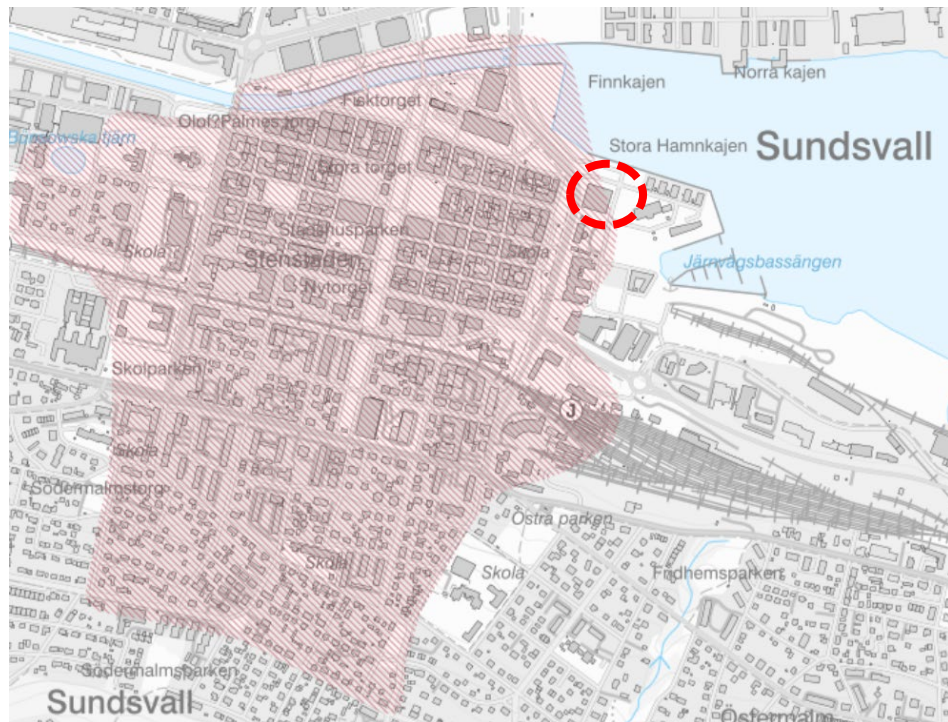 Finnkajen
Norra kajen
Fisktorget
Olof?Palmes torg
Stora Hamnkajen
Sundsvall
Stora torget
Stadshusparken
Skola
Skola
Stenstaden
Järnvägsbassängen
Nytorget
Skolparken
J
Skola
Södermalmstorg
Östra parken
Skola
Skola
Fridhemsparken
Södermalmsparken
Sundsvall
Östermalm